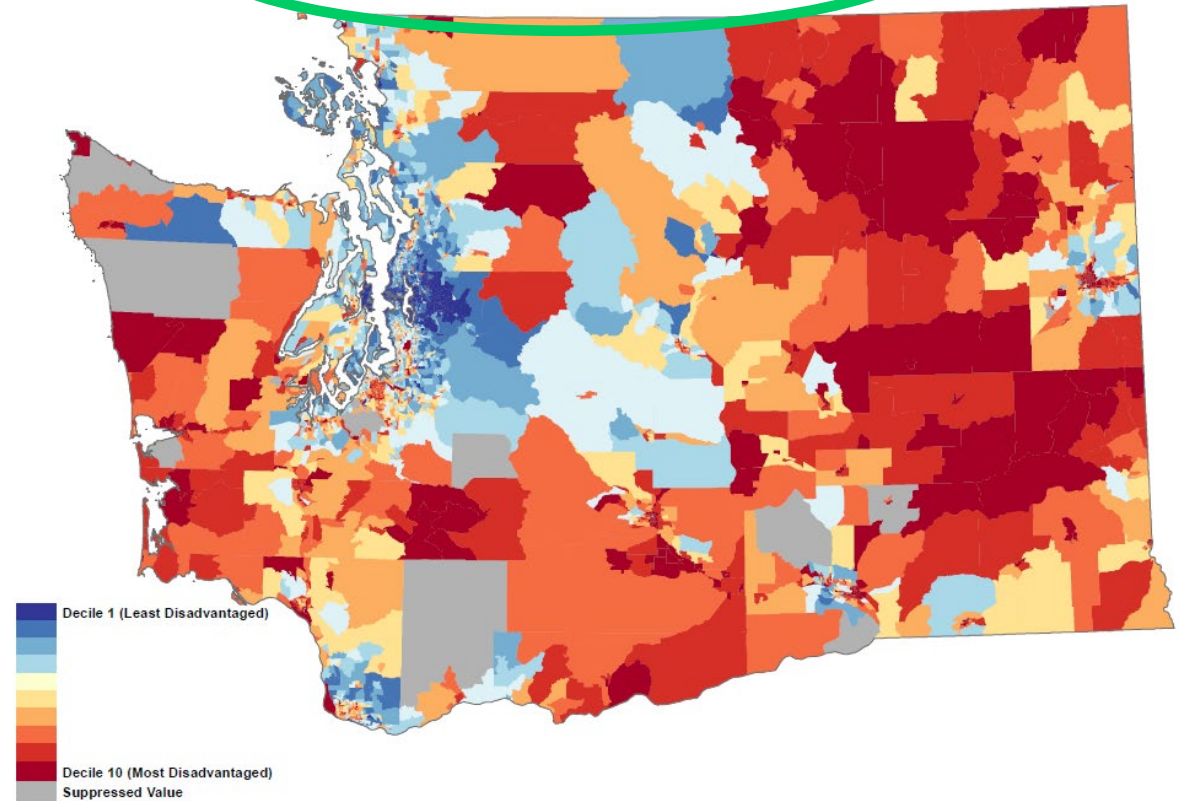 Decile 1 (Least Disadvantaged)
Decile 10 (Most Disadvantaged)
Suppressed Value